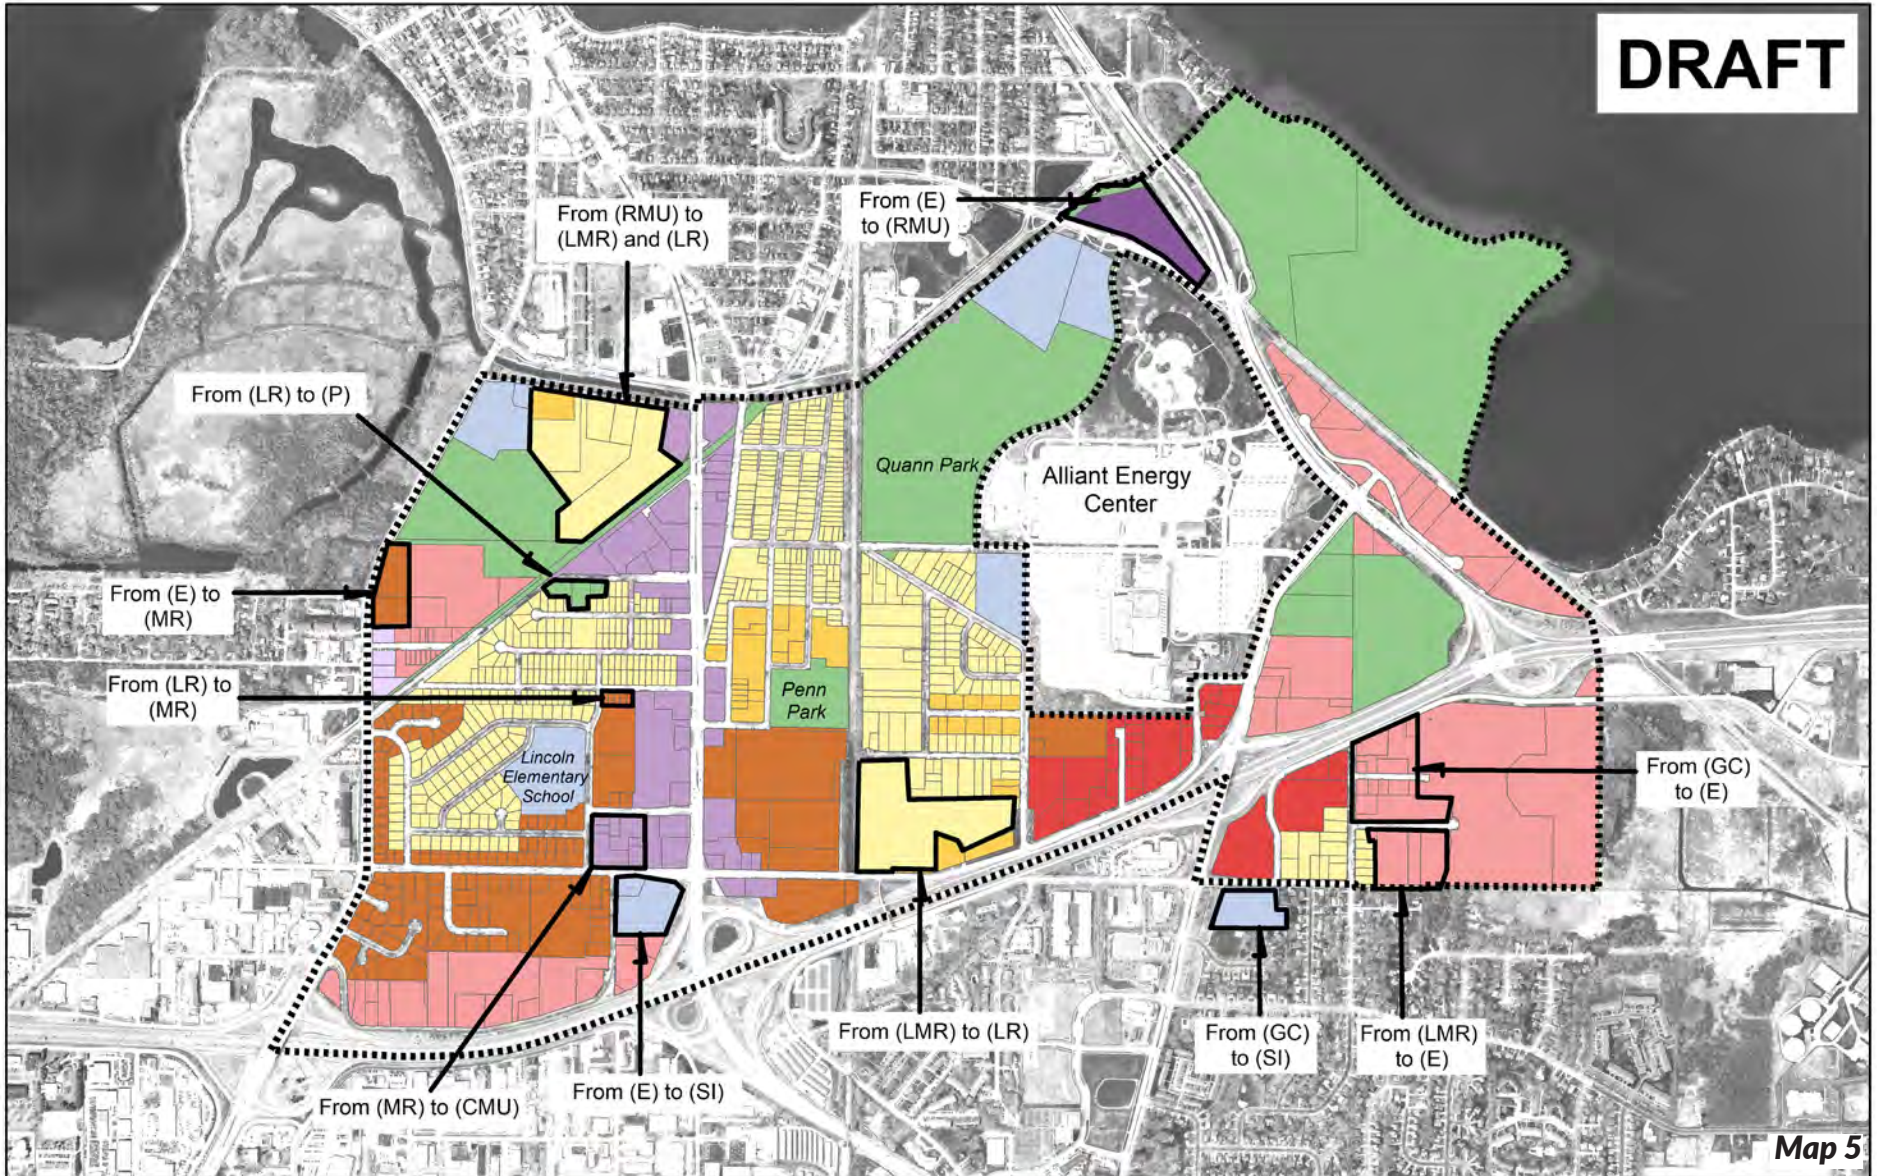 DRAFT
From (RMU) to
(LMR) and (LR)
From (E)
to (RMU)
From (LR) to (P)
Quann Park
Alliant Energy
Center
From (E) to
(MR)
From (LR) to
(MR)
Penn
Park
Lincoln
Elementary
School
From (GC)
to (E)
From (LMR) to (LR)
From (GC)
to (SI)
From (LMR)
to (E)
From (E) to (SI)
From (MR) to (CMU)
Map 5